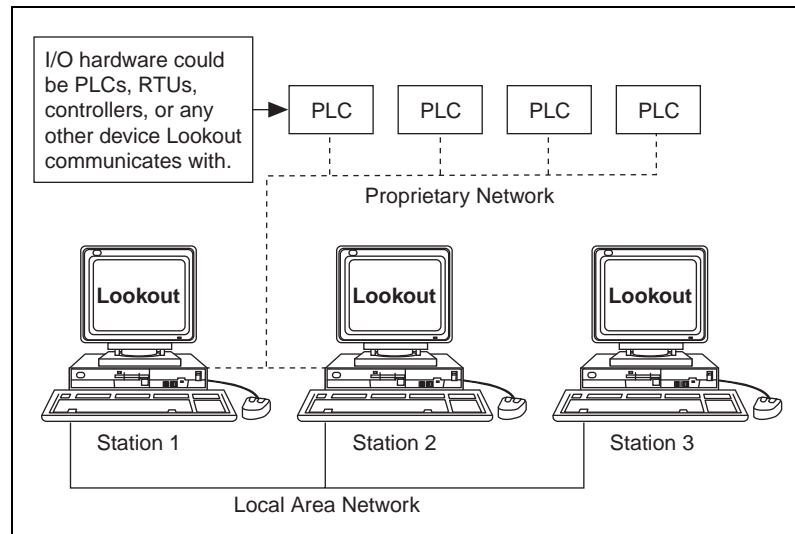 I/O hardware could
be PLCs, RTUs,
controllers, or any
other device Lookout
communicates with.
PLC PLC PLC PLC
Proprietary Network
Lookout Lookout Lookout
Station 1 Station 2 Station 3
Local Area Network